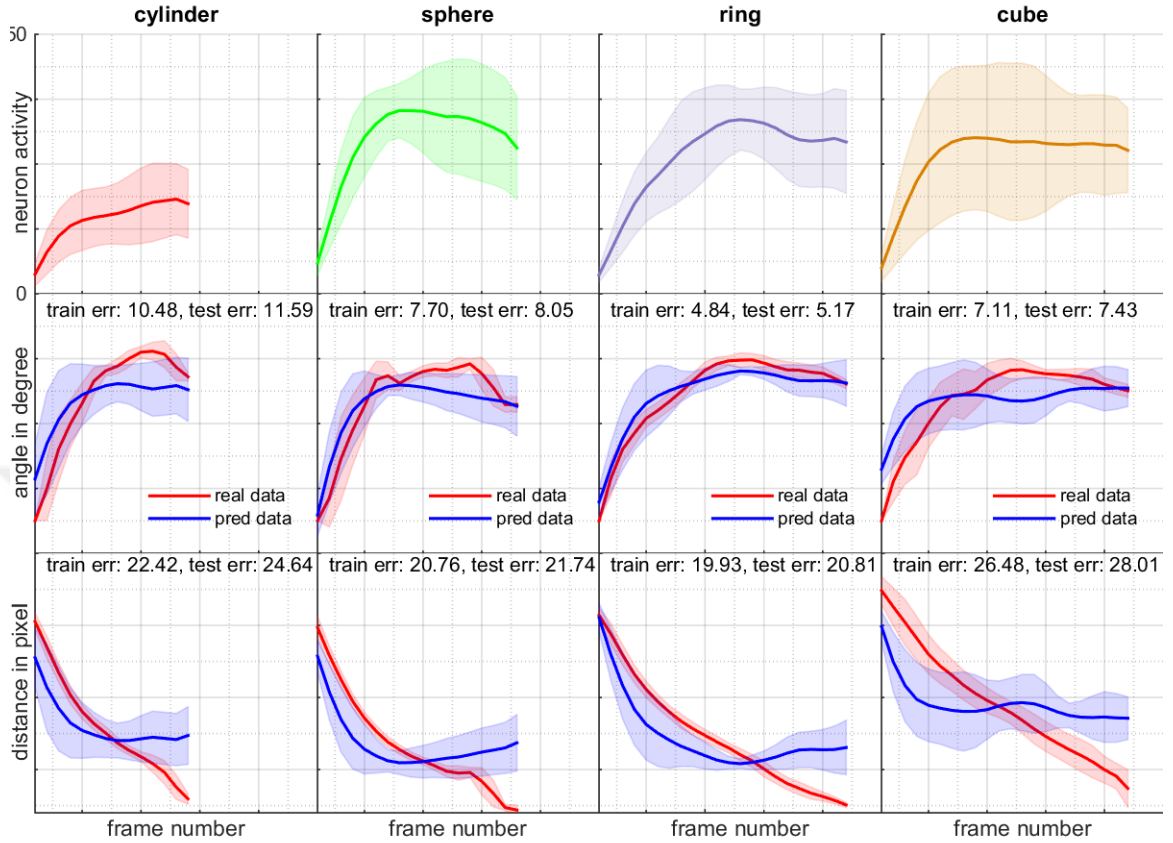 cylinder sphere ring cube
neuron activity
0
train err: 10.48, test err: 11.59 train err: 7.70, test err: 8.05 train err: 4.84, test err: 5.17 train err: 7.11, test err: 7.43
angle in degree
real data real data real data real data
pred data pred data pred data pred data
train err: 22.42, test err: 24.64 train err: 20.76, test err: 21.74 train err: 19.93, test err: 20.81 train err: 26.48, test err: 28.01
distance in pixel
frame number frame number frame number frame number